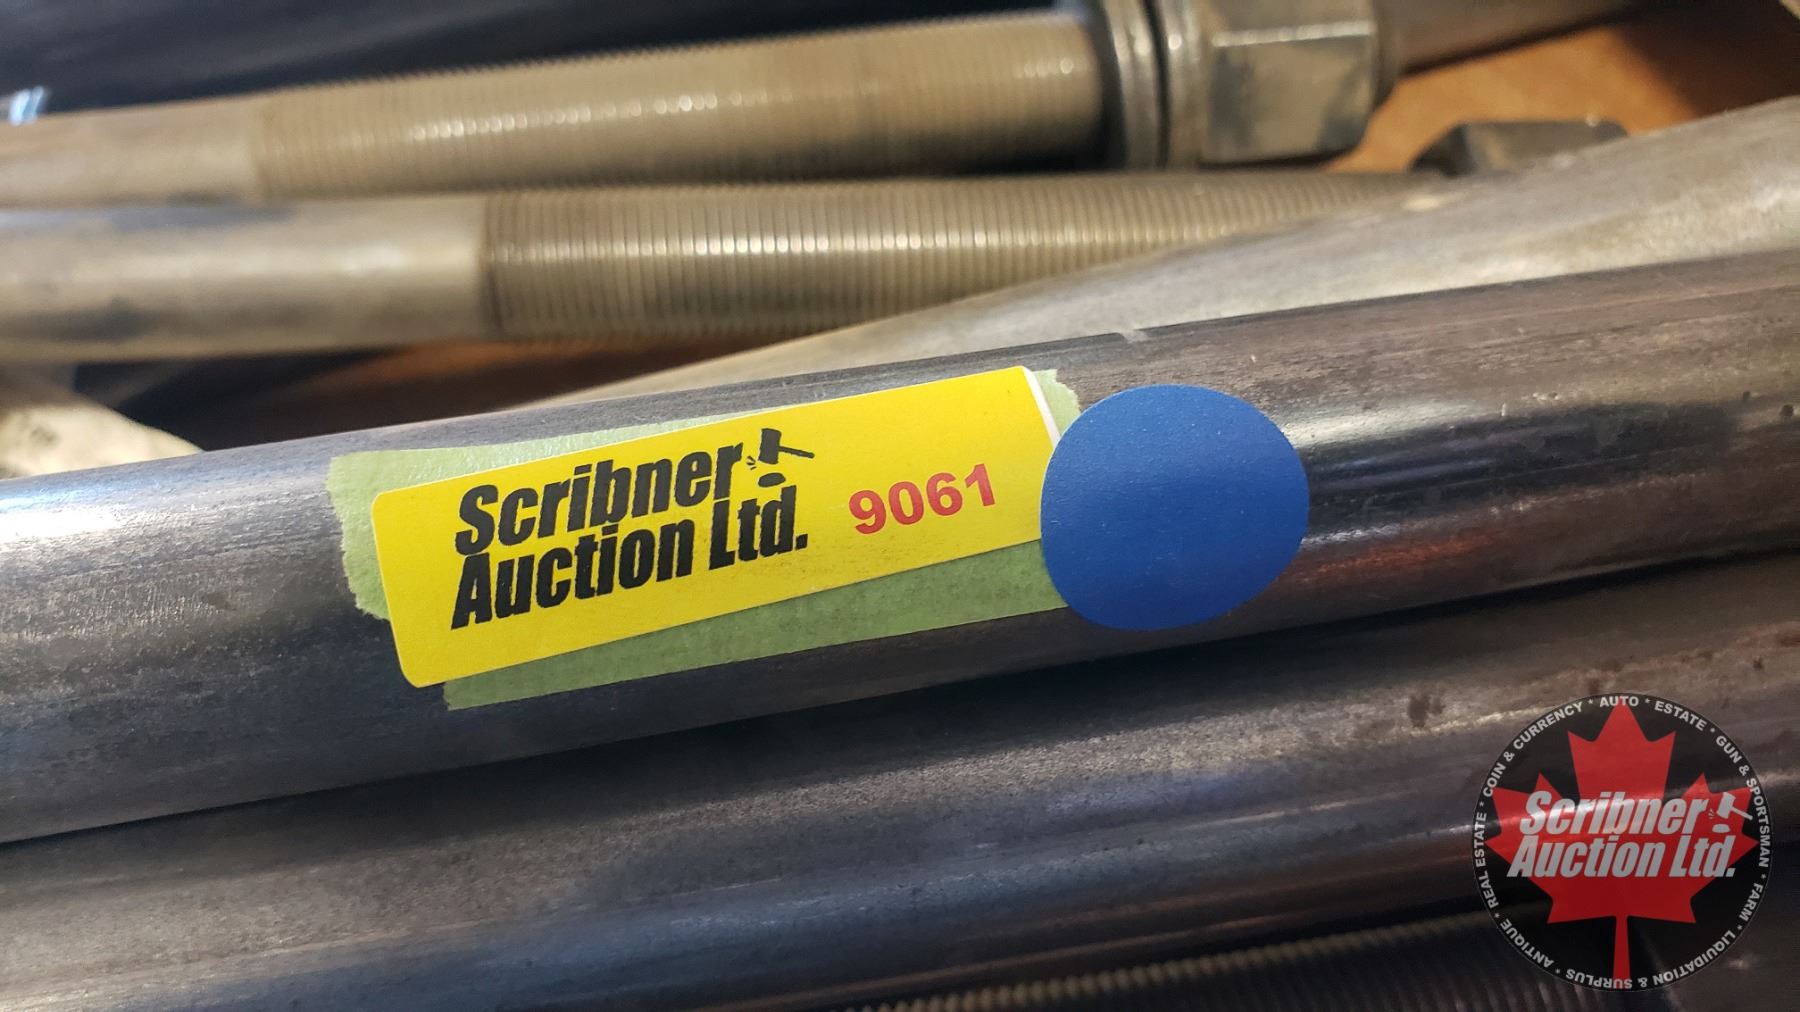 Scribner
Auction Ltd.
9061
Scribner
Auction Ltd.
ANTIQUE * REAL ESTATE * COIN & CURRENCY * AUTO * ESTATE * GUN & SPORTSMAN * FARM * LIQUIDATION & SURPLUS *